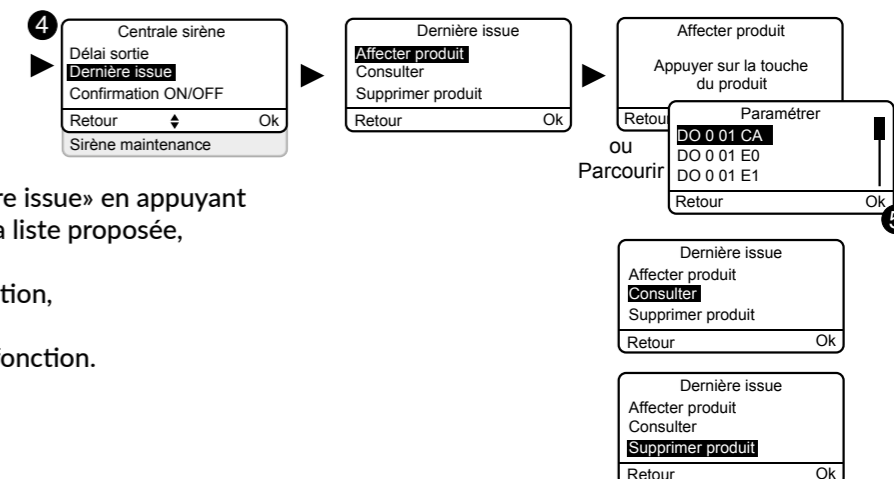 4
Centrale sirène
Délai sortie
Dernière issue
Confirmation ON/OFF
Retour Ok
Sirène maintenance
Dernière issue
Affecter produit
Consulter
Supprimer produit
Retour Ok
Affecter produit
Appuyer sur la touche
du produit
Retou
ou
Parcourir
Paramétrer
DO 0 01 CA
DO 0 01 E0
DO 0 01 E1
Retour Ok
5
re issue» en appuyant
a liste proposée,
tion,
fonction.
Dernière issue
Affecter produit
Consulter
Supprimer produit
Retour Ok
Dernière issue
Affecter produit
Consulter
Supprimer produit
Retour Ok